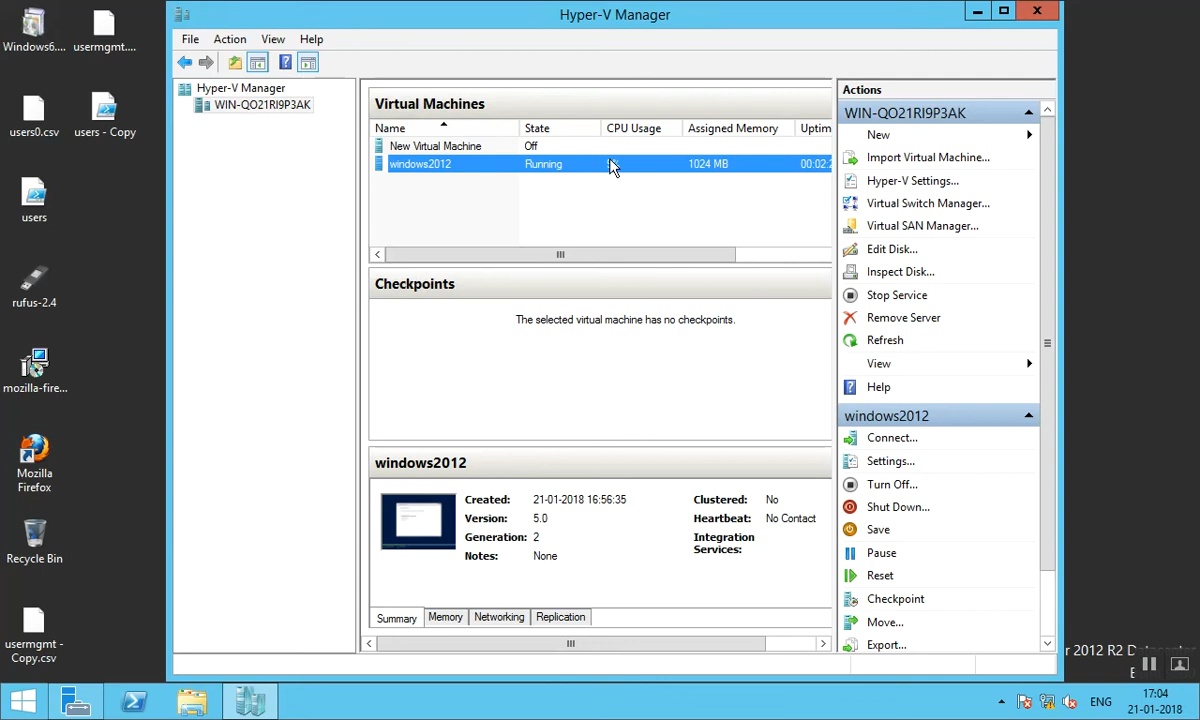 Hyper-V Manager
File Action View Help
Hyper-V Manager
WIN-QO21RI9P3AK
Virtual Machines
Name State CPU Usage Assigned Memory Uptim
New Virtual Machine Off
windows2012 Running 1024 MB 00:02:2
Checkpoints
The selected virtual machine has no checkpoints.
windows2012
Created: 21-01-2018 16:56:35
Version: 5.0
Generation: 2
Notes: None
Clustered: No
Heartbeat: No Contact
Integration
Services:
Summary Memory Networking Replication
Actions
WIN-QO21RI9P3AK
New
Import Virtual Machine...
Hyper-V Settings...
Virtual Switch Manager...
Virtual SAN Manager...
Edit Disk...
Inspect Disk...
Stop Service
Remove Server
Refresh
View
Help
windows2012
Connect...
Settings...
Turn Off...
Shut Down...
Save
Pause
Reset
Checkpoint
Move...
Export...
Windows6....
usermgmt....
users0.csv
users - Copy
users
rufus-2.4
mozilla-fire...
Mozilla
Firefox
Recycle Bin
usermgmt -
Copy.csv
r 2012 R2 D
ENG
17:04
21-01-2018